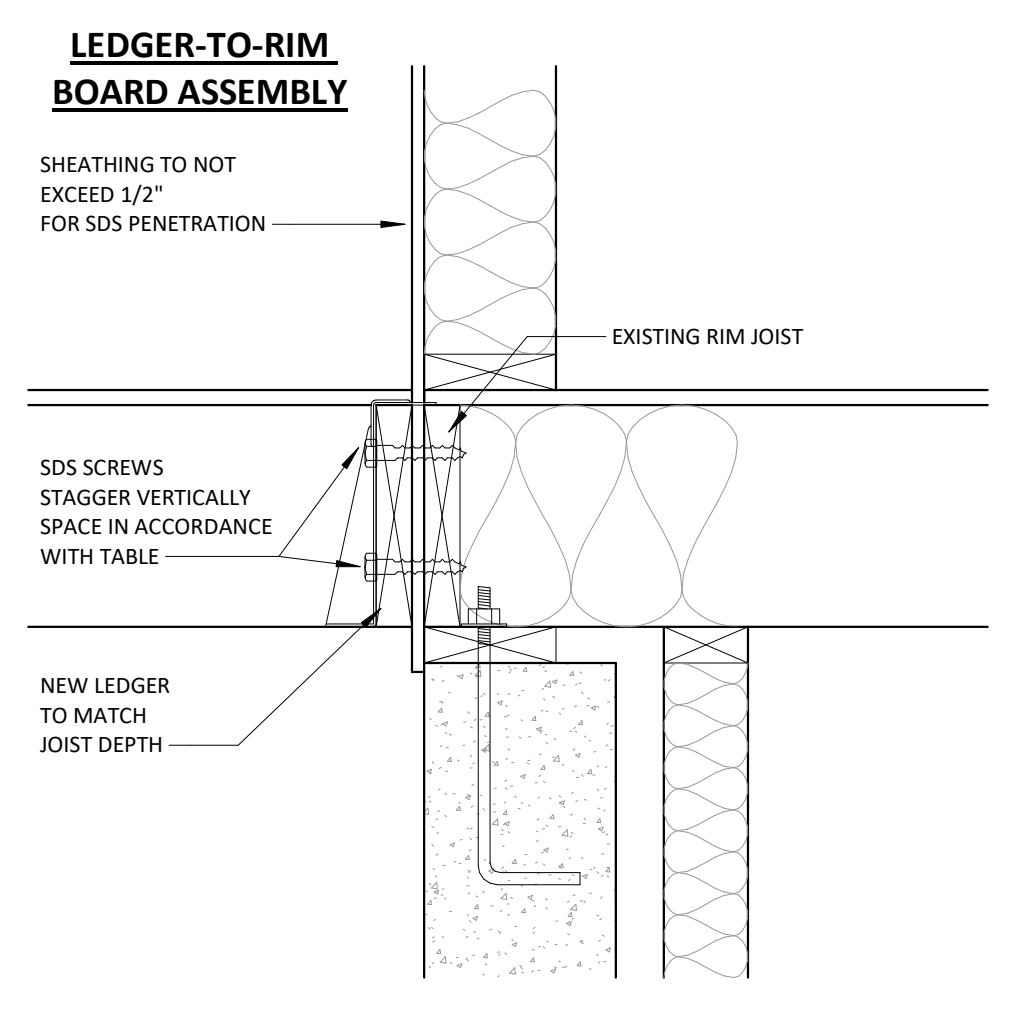 LEDGER-TO-RIM
BOARD ASSEMBLY
SHEATHING TO NOT
EXCEED 1/2"
FOR SDS PENETRATION
EXISTING RIM JOIST
SDS SCREWS
STAGGER VERTICALLY
SPACE IN ACCORDANCE
WITH TABLE
NEW LEDGER
TO MATCH
JOIST DEPTH